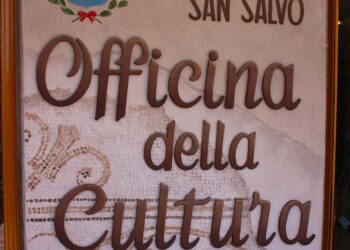 SAN SALVO
Officina
della
Cultura